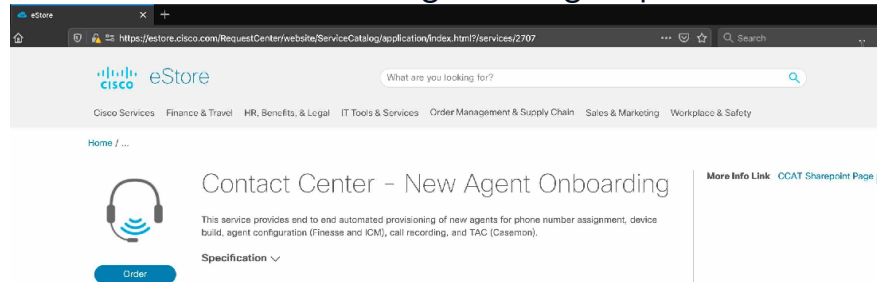 eStore
https://estore.cisco.com/RequestCenter/website/ServiceCatalog/application/index.html?/services/2707
Search
cisco eStore
What are you looking for?
Cisco Services Finance & Travel HR, Benefits, & Legal IT Tools & Services Order Management & Supply Chain Sales & Marketing Workplace & Safety
Home / ...
Contact Center - New Agent Onboarding
More Info Link CCAT Sharepoint Page
This service provides end to end automated provisioning of new agents for phone number assignment, device
build, agent configuration (Finesse and ICM), call recording, and TAC (Casemon).
Specification
Order